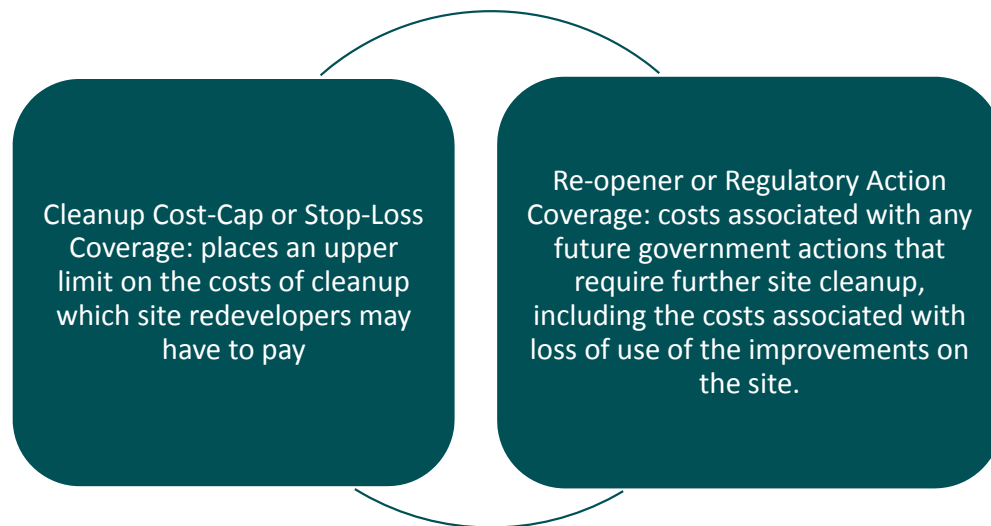 Cleanup Cost-Cap or Stop-Loss
Coverage: places an upper
limit on the costs of cleanup
which site redevelopers may
have to pay
Re-opener or Regulatory Action
Coverage: costs associated with any
future government actions that
require further site cleanup,
including the costs associated with
loss of use of the improvements on
the site.